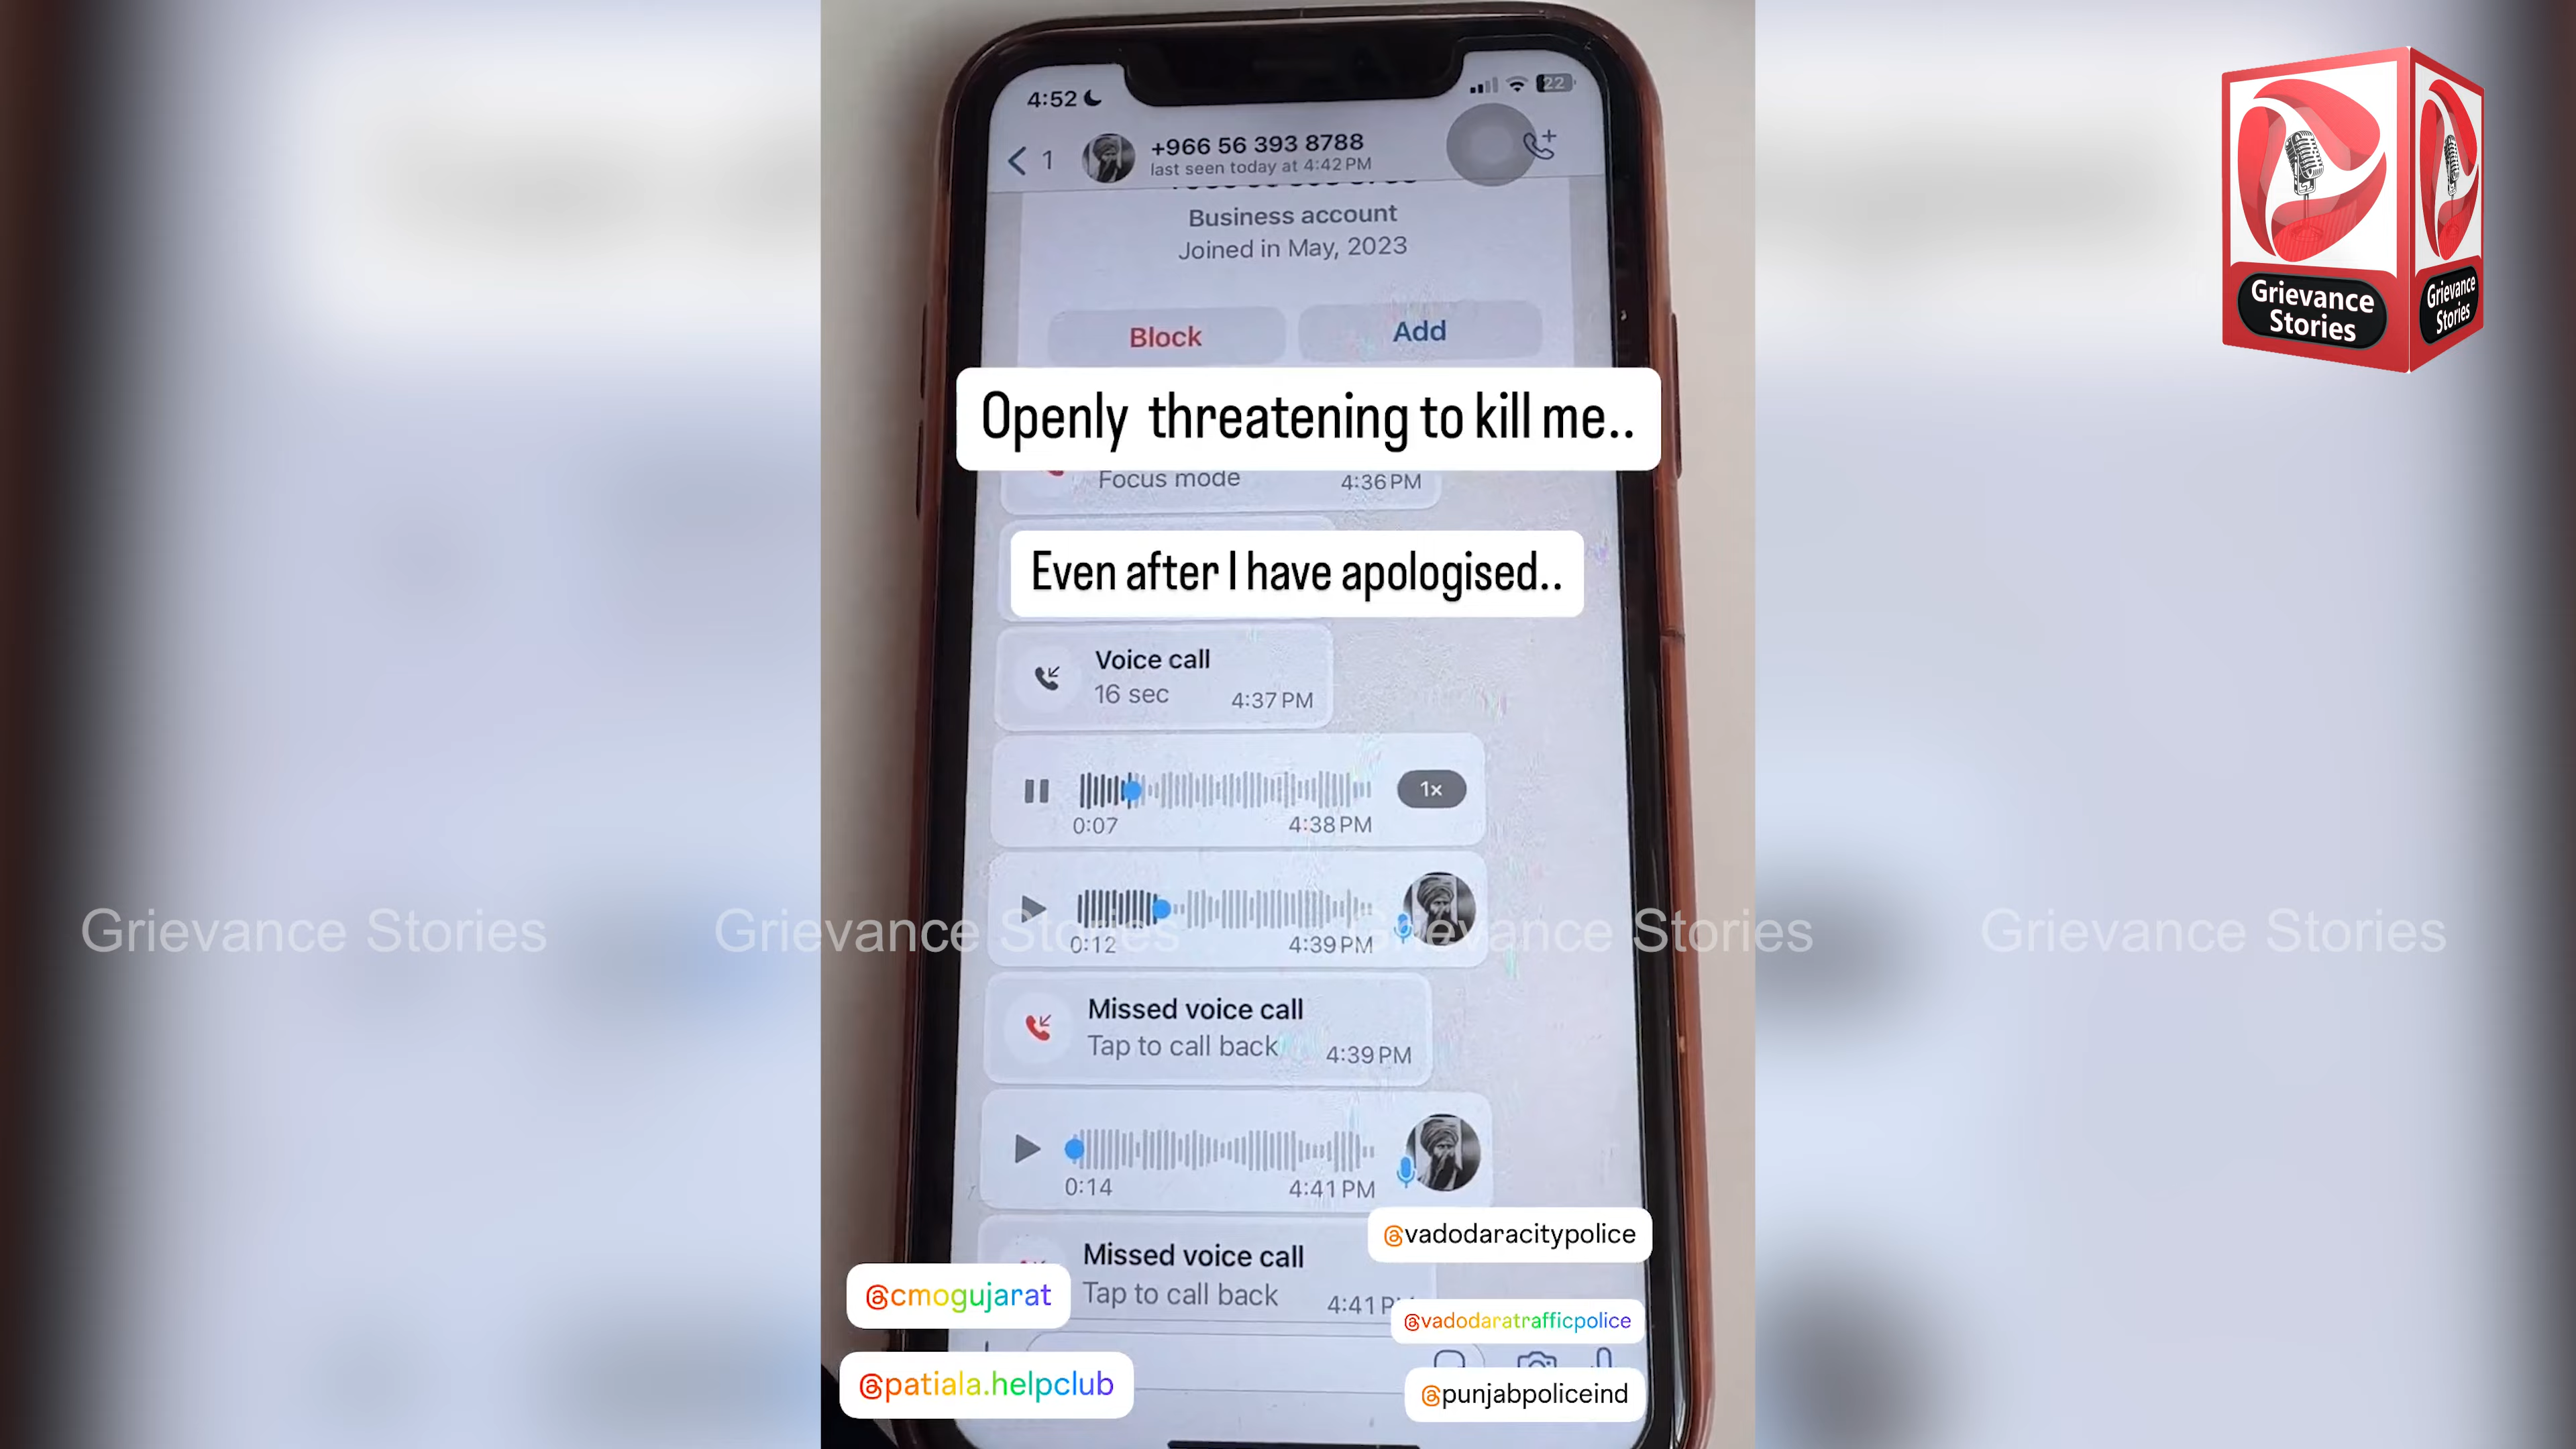 4:52
22
1
+966 56 393 8788
last seen today at 4:42 PM
Business account
Joined in May, 2023
Block
Add
Openly threatening to kill me..
Focus mode
4:36 PM
Even after I have apologised..
Voice call
16 sec
4:37 PM
1x
0:07
4:38 PM
0:12
4:39 PM
Missed voice call
Tap to call back
4:39 PM
0:14
4:41 PM
Missed voice call
Tap to call back
4:41 P
@vadodaracitypolice
@cmogujarat
@vadodaratrafficpolice
@patiala.helpclub
@punjabpoliceind
Grievance
Stories
Grievance
Stories
Grievance Stories
Grievance Stories
Grievance Stories
Grievance Stories